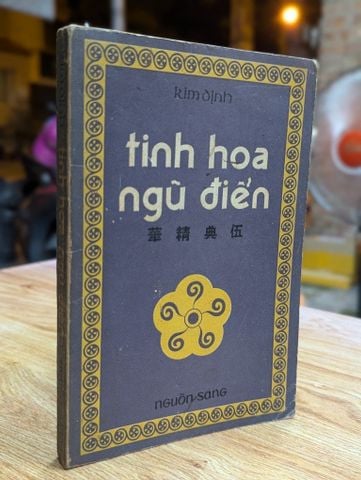 kim định
tinh hoa
ngũ điển
華精典伍
nguồn sáng